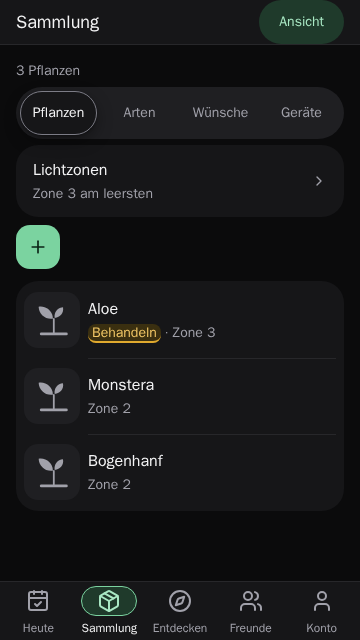 Sammlung
Ansicht
3 Pflanzen
Pflanzen
Arten
Wünsche
Geräte
Lichtzonen
Zone 3 am leersten
Aloe
Behandeln · Zone 3
Monstera
Zone 2
Bogenhanf
Zone 2
Heute
Sammlung
Entdecken
Freunde
Konto